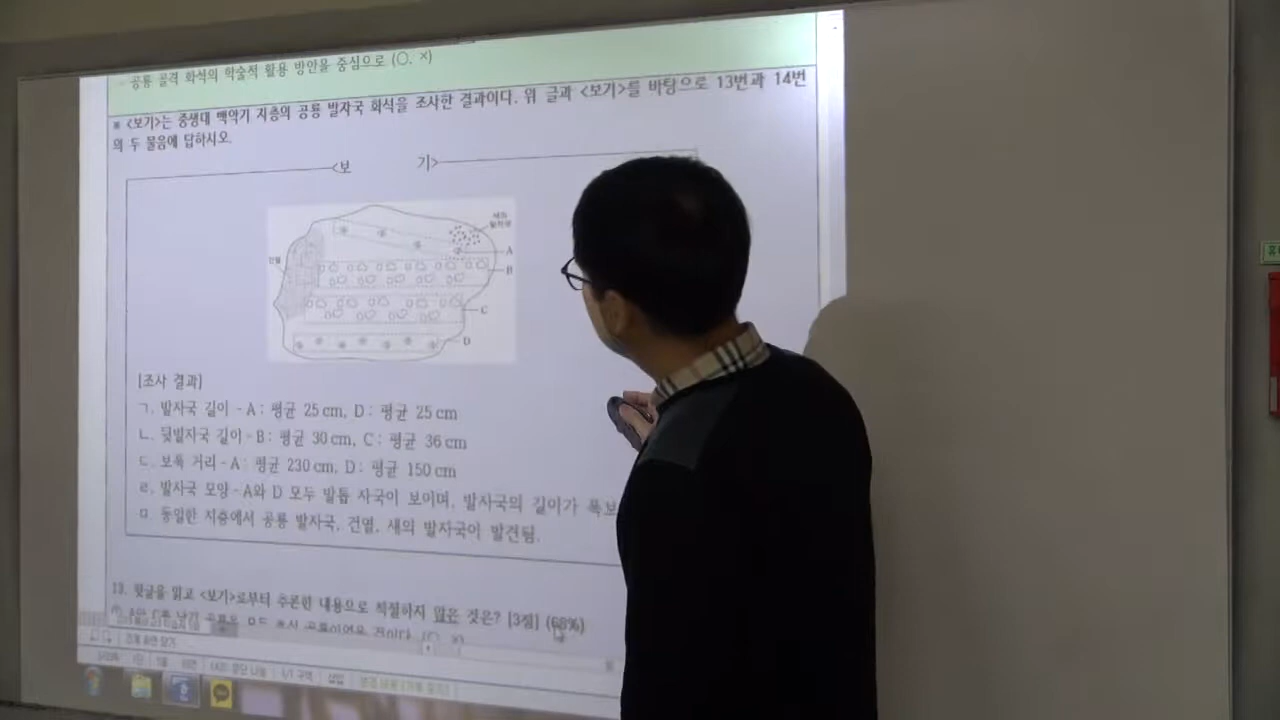 - 공룡 골격 화석의 학술적 활용 방안을 중심으로 (○, ×)
※ <보기>는 중생대 백악기 지층의 공룡 발자국 화석을 조사한 결과이다. 위 글과 <보기>를 바탕으로 13번과 14번
의 두 물음에 답하시오.
<보 기>
새의
발자국
A
건열
B
C
D
[조사 결과]
ㄱ. 발자국 길이 - A : 평균 25 cm, D : 평균 25 cm
ㄴ. 뒷발자국 길이 - B : 평균 30 cm, C : 평균 36 cm
ㄷ. 보폭 거리 - A : 평균 230 cm, D : 평균 150 cm
ㄹ. 발자국 모양 - A와 D 모두 발톱 자국이 보이며, 발자국의 길이가 폭보
ㅁ. 동일한 지층에서 공룡 발자국, 건열, 새의 발자국이 발견됨.
13. 윗글을 읽고 <보기>로부터 추론한 내용으로 적절하지 않은 것은? [3점] (68%)